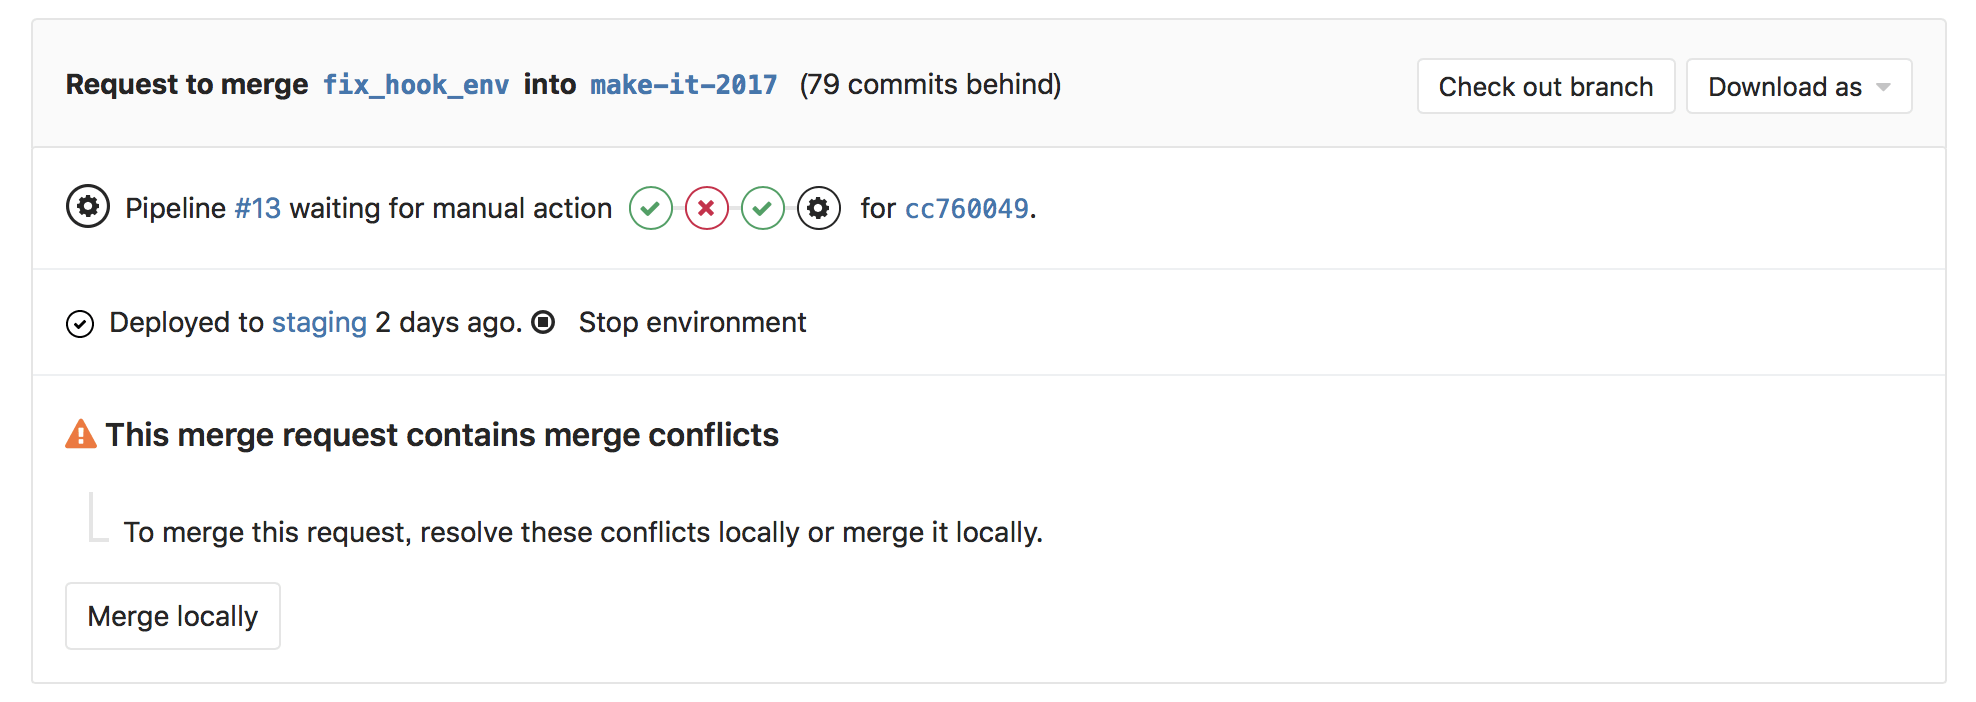 Request to merge fix_hook_env into make-it-2017 (79 commits behind) Check out branch Download as
Pipeline #13 waiting for manual action for cc760049.
Deployed to staging 2 days ago. Stop environment
This merge request contains merge conflicts
To merge this request, resolve these conflicts locally or merge it locally.
Merge locally